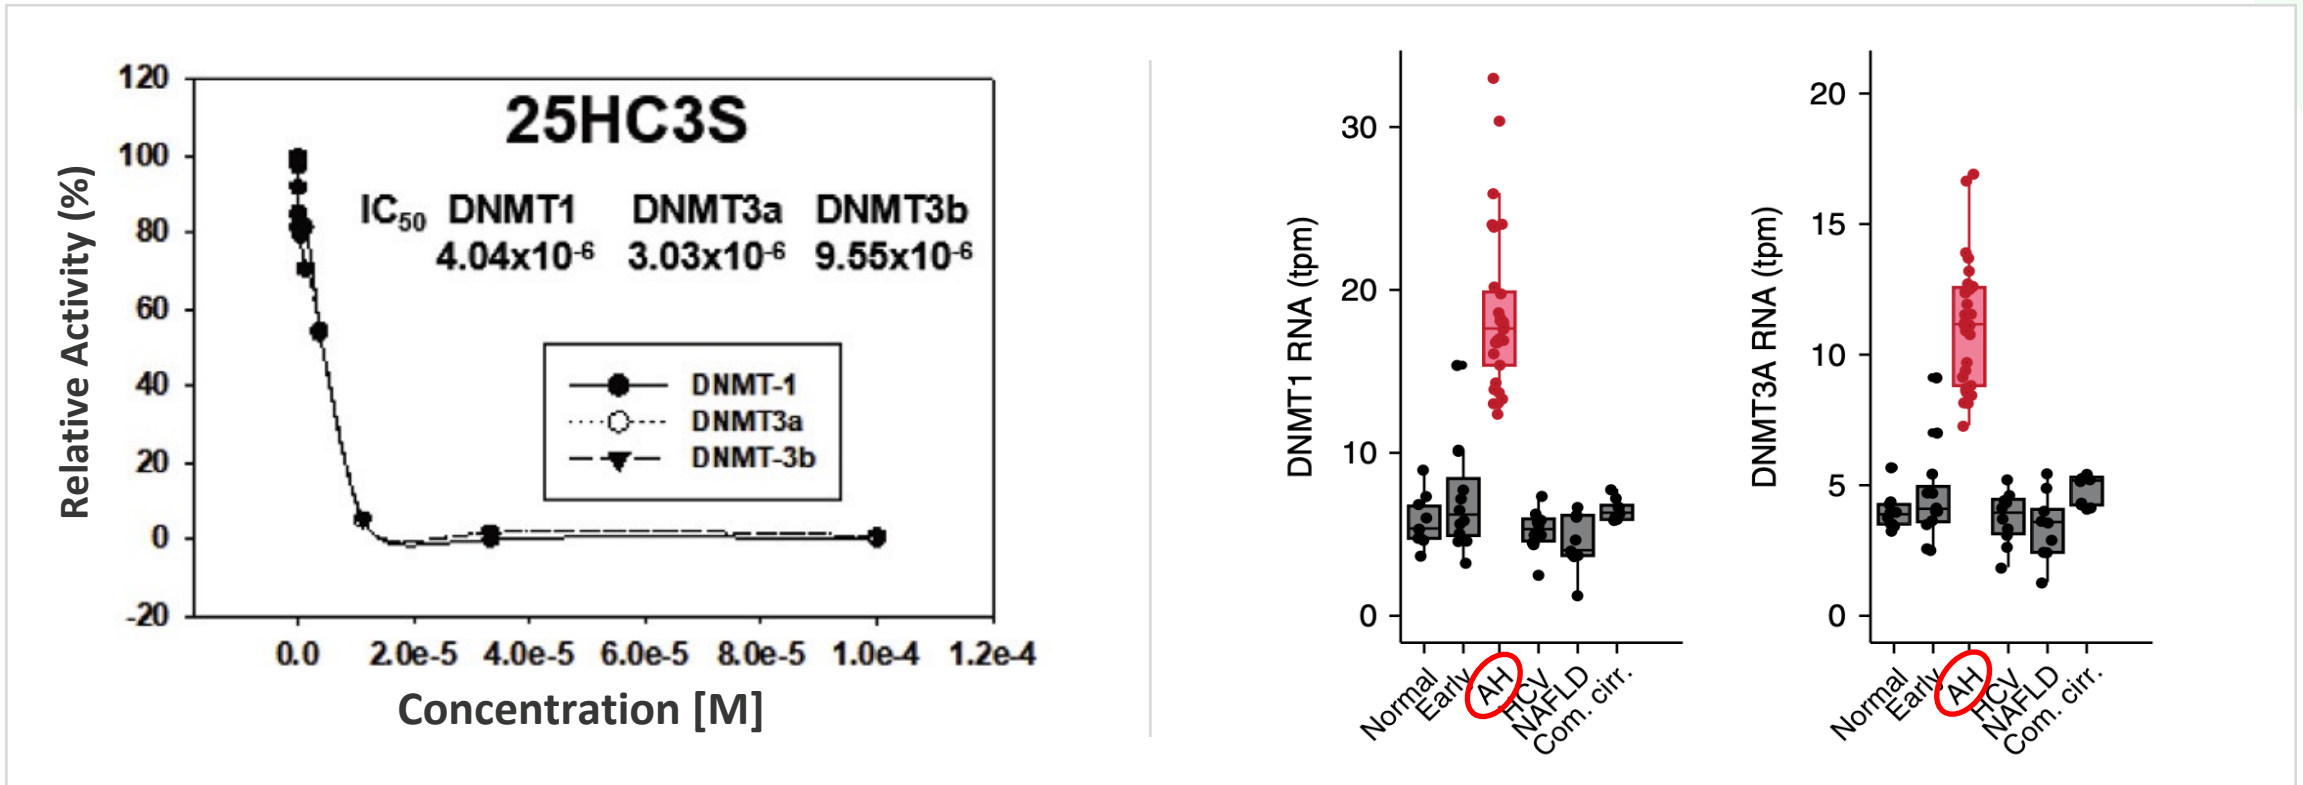 25HC3S
IC50 DNMT1 DNMT3a DNMT3b
4.04x10-6 3.03x10-6 9.55x10-6
DNMT-1
DNMT3a
DNMT-3b
Relative Activity (%)
120
100
80
60
40
20
0
-20
0.0 2.0e-5 4.0e-5 6.0e-5 8.0e-5 1.0e-4 1.2e-4
Concentration [M]
DNMT1 RNA (tpm)
30
20
10
0
Normal
Early
AH
HCV
NAFLD
Com. cirr.
DNMT3A RNA (tpm)
20
15
10
5
0
Normal
Early
AH
HCV
NAFLD
Com. cirr.